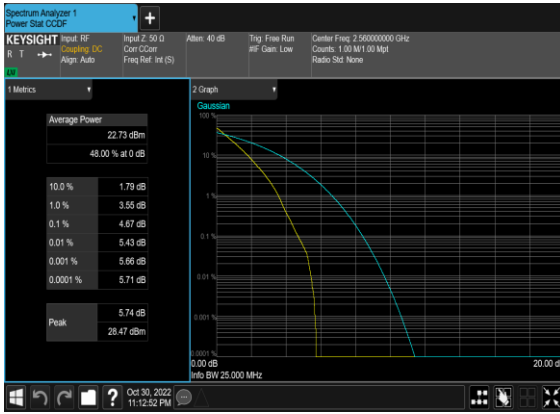 Spectrum Analyzer 1
Power Stat CCDF
+
KEYSIGHT
R T
LXI
Input: RF
Coupling: DC
Align: Auto
Input Z: 50 Ω
Corr CCorr
Freq Ref: Int (S)
Atten: 40 dB
Trig: Free Run
#IF Gain: Low
Center Freq: 2.560000000 GHz
Counts: 1.00 M/1.00 Mpt
Radio Std: None
1 Metrics
Average Power
22.73 dBm
48.00 % at 0 dB
10.0 % 1.79 dB
1.0 % 3.55 dB
0.1 % 4.67 dB
0.01 % 5.43 dB
0.001 % 5.66 dB
0.0001 % 5.71 dB
Peak
5.74 dB
28.47 dBm
2 Graph
Gaussian
100 %
10 %
1 %
0.1 %
0.01 %
0.001 %
0.0001 %
0.00 dB
20.00 d
Info BW 25.000 MHz
?
Oct 30, 2022
11:12:52 PM